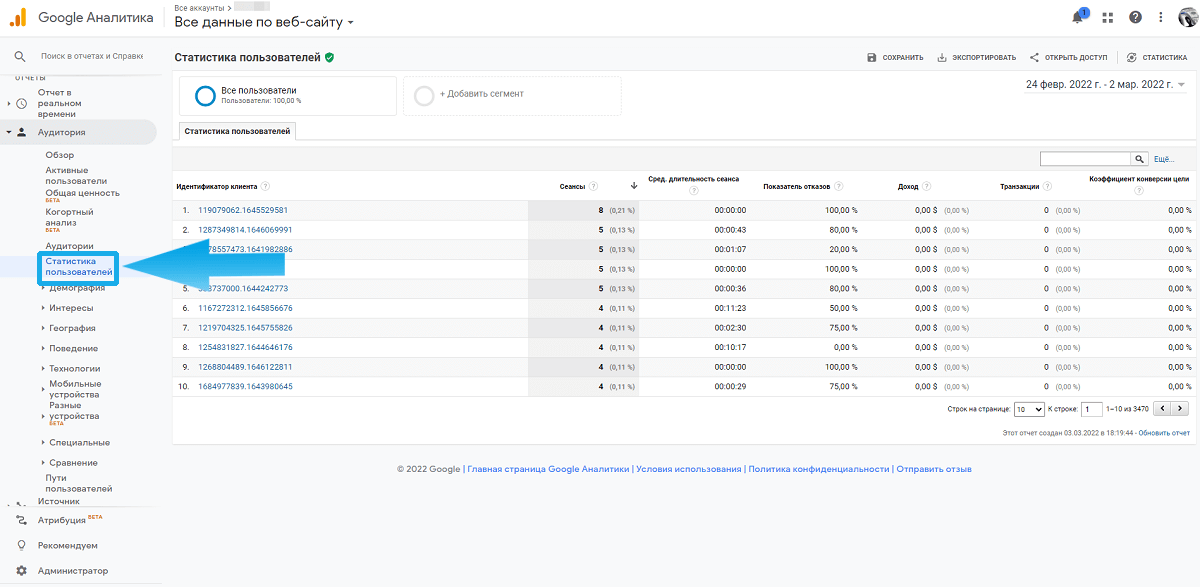 Google Аналитика
Все аккаунты >
Все данные по веб-сайту
1
Поиск в отчетах и Справке
ОТЧЕТЫ
Отчет в
реальном
времени
Аудитория
Обзор
Активные
пользователи
Общая ценность
БЕТА
Когортный
анализ
БЕТА
Аудитории
Статистика
пользователей
Демография
Интересы
География
Поведение
Технологии
Мобильные
устройства
Разные
устройства
БЕТА
Специальные
Сравнение
Пути
пользователей
Источник
Атрибуция БЕТА
Рекомендуем
Администратор
Статистика пользователей
СОХРАНИТЬ
ЭКСПОРТИРОВАТЬ
ОТКРЫТЬ ДОСТУП
СТАТИСТИКА
Все пользователи
Пользователи: 100,00 %
+ Добавить сегмент
24 февр. 2022 г. - 2 мар. 2022 г.
Статистика пользователей
Ещё...
Идентификатор клиента ? Сеансы ? Сред. длительность сеанса ? Показатель отказов ? Доход ? Транзакции ? Коэффициент конверсии цели ?
1. 119079062.1645529581 8 (0,21 %) 00:00:00 100,00 % 0,00 $ (0,00 %) 0 (0,00 %) 0,00 %
2. 1287349814.1646069991 5 (0,13 %) 00:00:43 80,00 % 0,00 $ (0,00 %) 0 (0,00 %) 0,00 %
78557473.1641982886 5 (0,13 %) 00:01:07 20,00 % 0,00 $ (0,00 %) 0 (0,00 %) 0,00 %
5 (0,13 %) 00:00:00 100,00 % 0,00 $ (0,00 %) 0 (0,00 %) 0,00 %
5. 737000.1644242773 5 (0,13 %) 00:00:36 80,00 % 0,00 $ (0,00 %) 0 (0,00 %) 0,00 %
6. 1167272312.1645856676 4 (0,11 %) 00:11:23 50,00 % 0,00 $ (0,00 %) 0 (0,00 %) 0,00 %
7. 1219704325.1645755826 4 (0,11 %) 00:02:30 75,00 % 0,00 $ (0,00 %) 0 (0,00 %) 0,00 %
8. 1254831827.1644646176 4 (0,11 %) 00:10:17 0,00 % 0,00 $ (0,00 %) 0 (0,00 %) 0,00 %
9. 1268804489.1646122811 4 (0,11 %) 00:00:00 100,00 % 0,00 $ (0,00 %) 0 (0,00 %) 0,00 %
10. 1684977839.1643980645 4 (0,11 %) 00:00:29 75,00 % 0,00 $ (0,00 %) 0 (0,00 %) 0,00 %
Строк на странице: 10 К строке: 1 1–10 из 3470
Этот отчет создан 03.03.2022 в 18:19:44 - Обновить отчет
© 2022 Google | Главная страница Google Аналитики | Условия использования | Политика конфиденциальности | Отправить отзыв